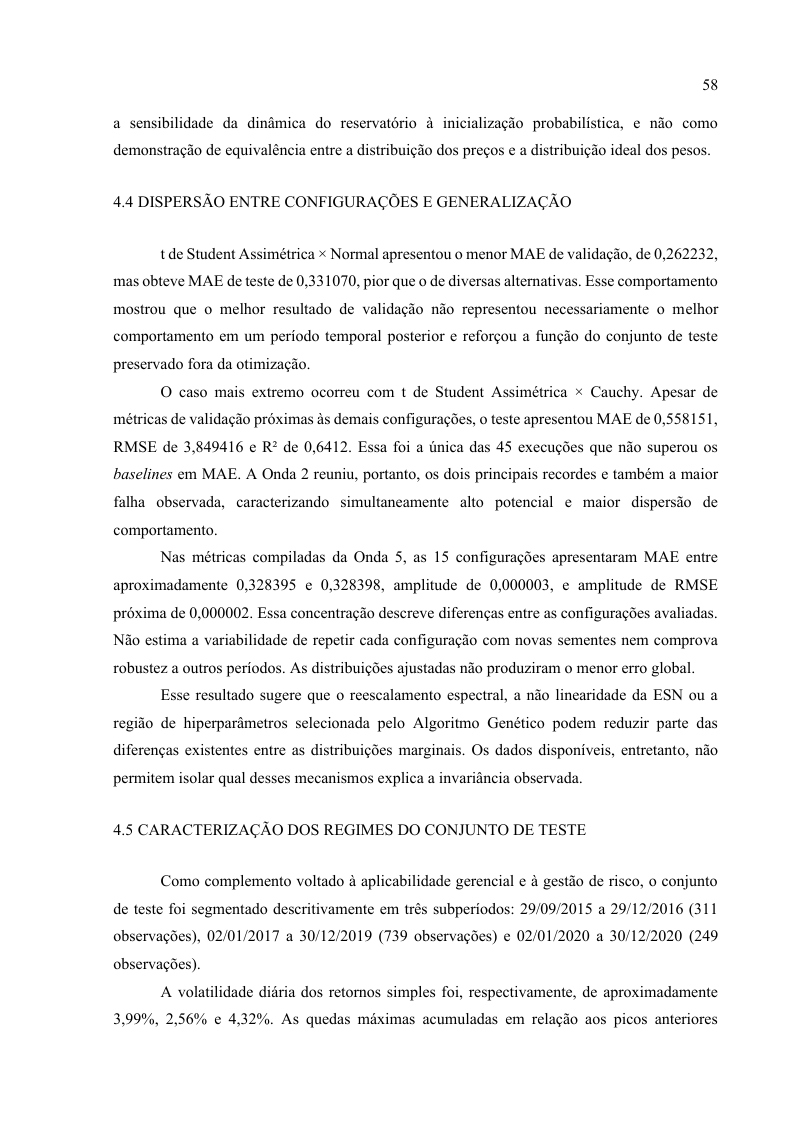 58
a sensibilidade da dinâmica do reservatório à inicialização probabilística, e não como
demonstração de equivalência entre a distribuição dos preços e a distribuição ideal dos pesos.
4.4 DISPERSÃO ENTRE CONFIGURAÇÕES E GENERALIZAÇÃO
t de Student Assimétrica × Normal apresentou o menor MAE de validação, de 0,262232,
mas obteve MAE de teste de 0,331070, pior que o de diversas alternativas. Esse comportamento
mostrou que o melhor resultado de validação não representou necessariamente o melhor
comportamento em um período temporal posterior e reforçou a função do conjunto de teste
preservado fora da otimização.
O caso mais extremo ocorreu com t de Student Assimétrica × Cauchy. Apesar de
métricas de validação próximas às demais configurações, o teste apresentou MAE de 0,558151,
RMSE de 3,849416 e R² de 0,6412. Essa foi a única das 45 execuções que não superou os
baselines em MAE. A Onda 2 reuniu, portanto, os dois principais recordes e também a maior
falha observada, caracterizando simultaneamente alto potencial e maior dispersão de
comportamento.
Nas métricas compiladas da Onda 5, as 15 configurações apresentaram MAE entre
aproximadamente 0,328395 e 0,328398, amplitude de 0,000003, e amplitude de RMSE
próxima de 0,000002. Essa concentração descreve diferenças entre as configurações avaliadas.
Não estima a variabilidade de repetir cada configuração com novas sementes nem comprova
robustez a outros períodos. As distribuições ajustadas não produziram o menor erro global.
Esse resultado sugere que o reescalamento espectral, a não linearidade da ESN ou a
região de hiperparâmetros selecionada pelo Algoritmo Genético podem reduzir parte das
diferenças existentes entre as distribuições marginais. Os dados disponíveis, entretanto, não
permitem isolar qual desses mecanismos explica a invariância observada.
4.5 CARACTERIZAÇÃO DOS REGIMES DO CONJUNTO DE TESTE
Como complemento voltado à aplicabilidade gerencial e à gestão de risco, o conjunto
de teste foi segmentado descritivamente em três subperíodos: 29/09/2015 a 29/12/2016 (311
observações), 02/01/2017 a 30/12/2019 (739 observações) e 02/01/2020 a 30/12/2020 (249
observações).
A volatilidade diária dos retornos simples foi, respectivamente, de aproximadamente
3,99%, 2,56% e 4,32%. As quedas máximas acumuladas em relação aos picos anteriores